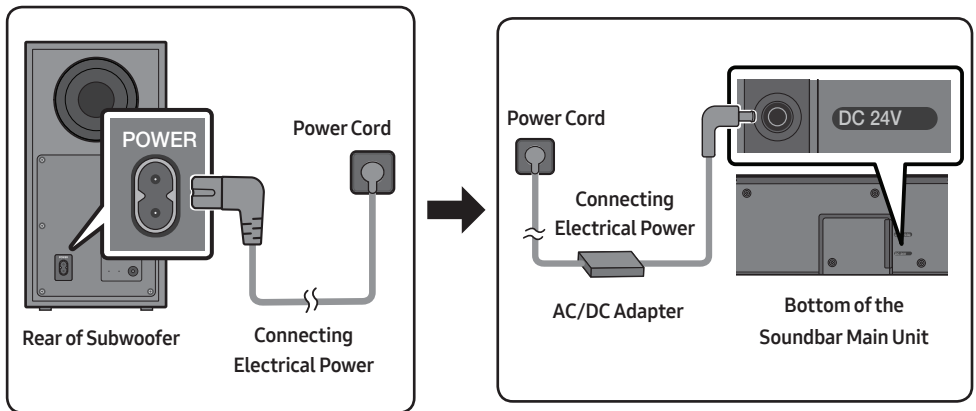 POWER
Power Cord
Rear of Subwoofer
Connecting
Electrical Power
Power Cord
DC 24V
Connecting
Electrical Power
AC/DC Adapter
Bottom of the
Soundbar Main Unit